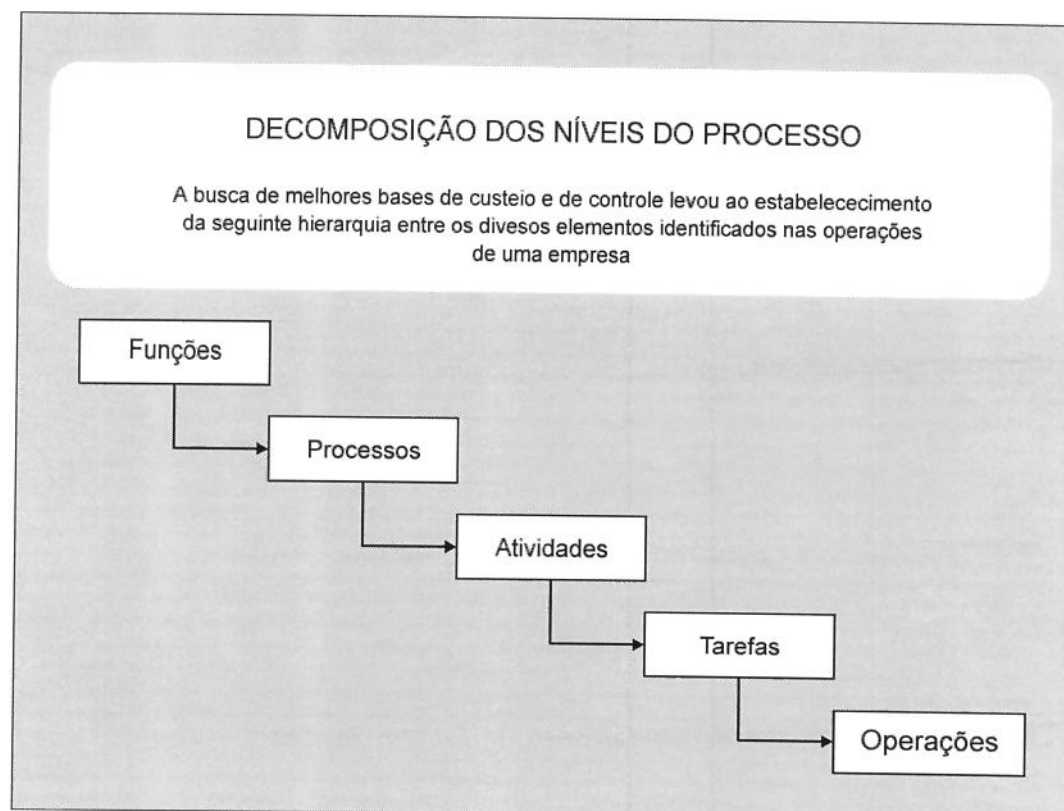 DECOMPOSIÇÃO DOS NÍVEIS DO PROCESSO
A busca de melhores bases de custeio e de controle levou ao estabelececimento
da seguinte hierarquia entre os divesos elementos identificados nas operações
de uma empresa
Funções
Processos
Atividades
Tarefas
Operações